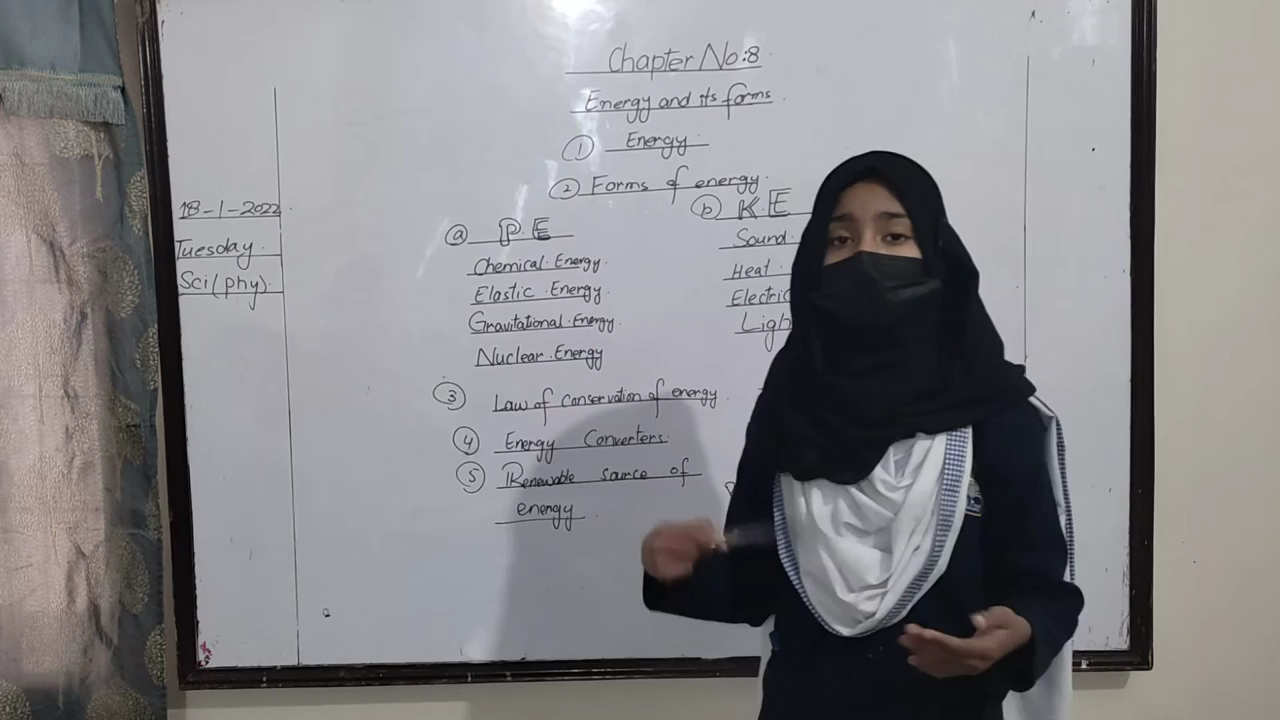 Chapter No:8
Energy and its forms
① Energy
② Forms of energy
18-1-2022
Tuesday
Sci(phy)
ⓐ P.E
Chemical Energy
Elastic Energy
Gravitational Energy
Nuclear Energy
ⓑ K.E
Sound
Heat
③ Law of conservation of energy
④ Energy Converters
⑤ Renewable source of
energy